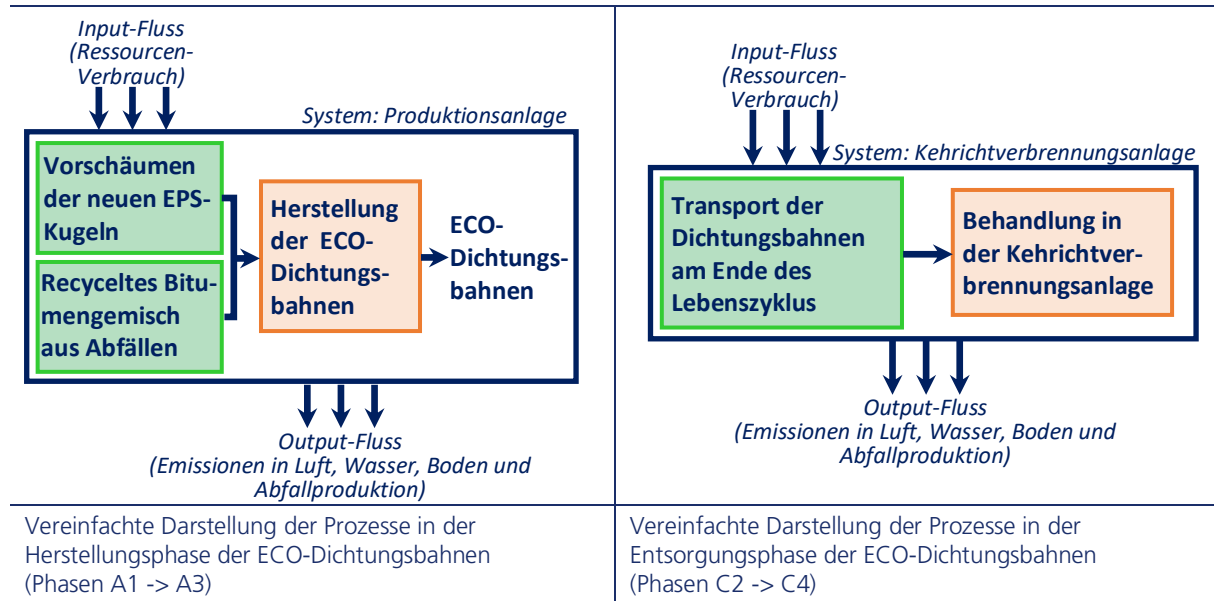 Input-Fluss
(Ressourcen-
Verbrauch)
System: Produktionsanlage
Vorschäumen
der neuen EPS-
Kugeln
Recyceltes Bitu-
mengemisch
aus Abfällen
Herstellung
der ECO-
Dichtungs-
bahnen
ECO-
Dichtungs-
bahnen
Output-Fluss
(Emissionen in Luft, Wasser, Boden und
Abfallproduktion)
Vereinfachte Darstellung der Prozesse in der
Herstellungsphase der ECO-Dichtungsbahnen
(Phasen A1 -> A3)
Input-Fluss
(Ressourcen-
Verbrauch)
System: Kehrichtverbrennungsanlage
Transport der
Dichtungsbahnen
am Ende des
Lebenszyklus
Behandlung in
der Kehrichtver-
brennungsanlage
Output-Fluss
(Emissionen in Luft, Wasser, Boden und
Abfallproduktion)
Vereinfachte Darstellung der Prozesse in der
Entsorgungsphase der ECO-Dichtungsbahnen
(Phasen C2 -> C4)